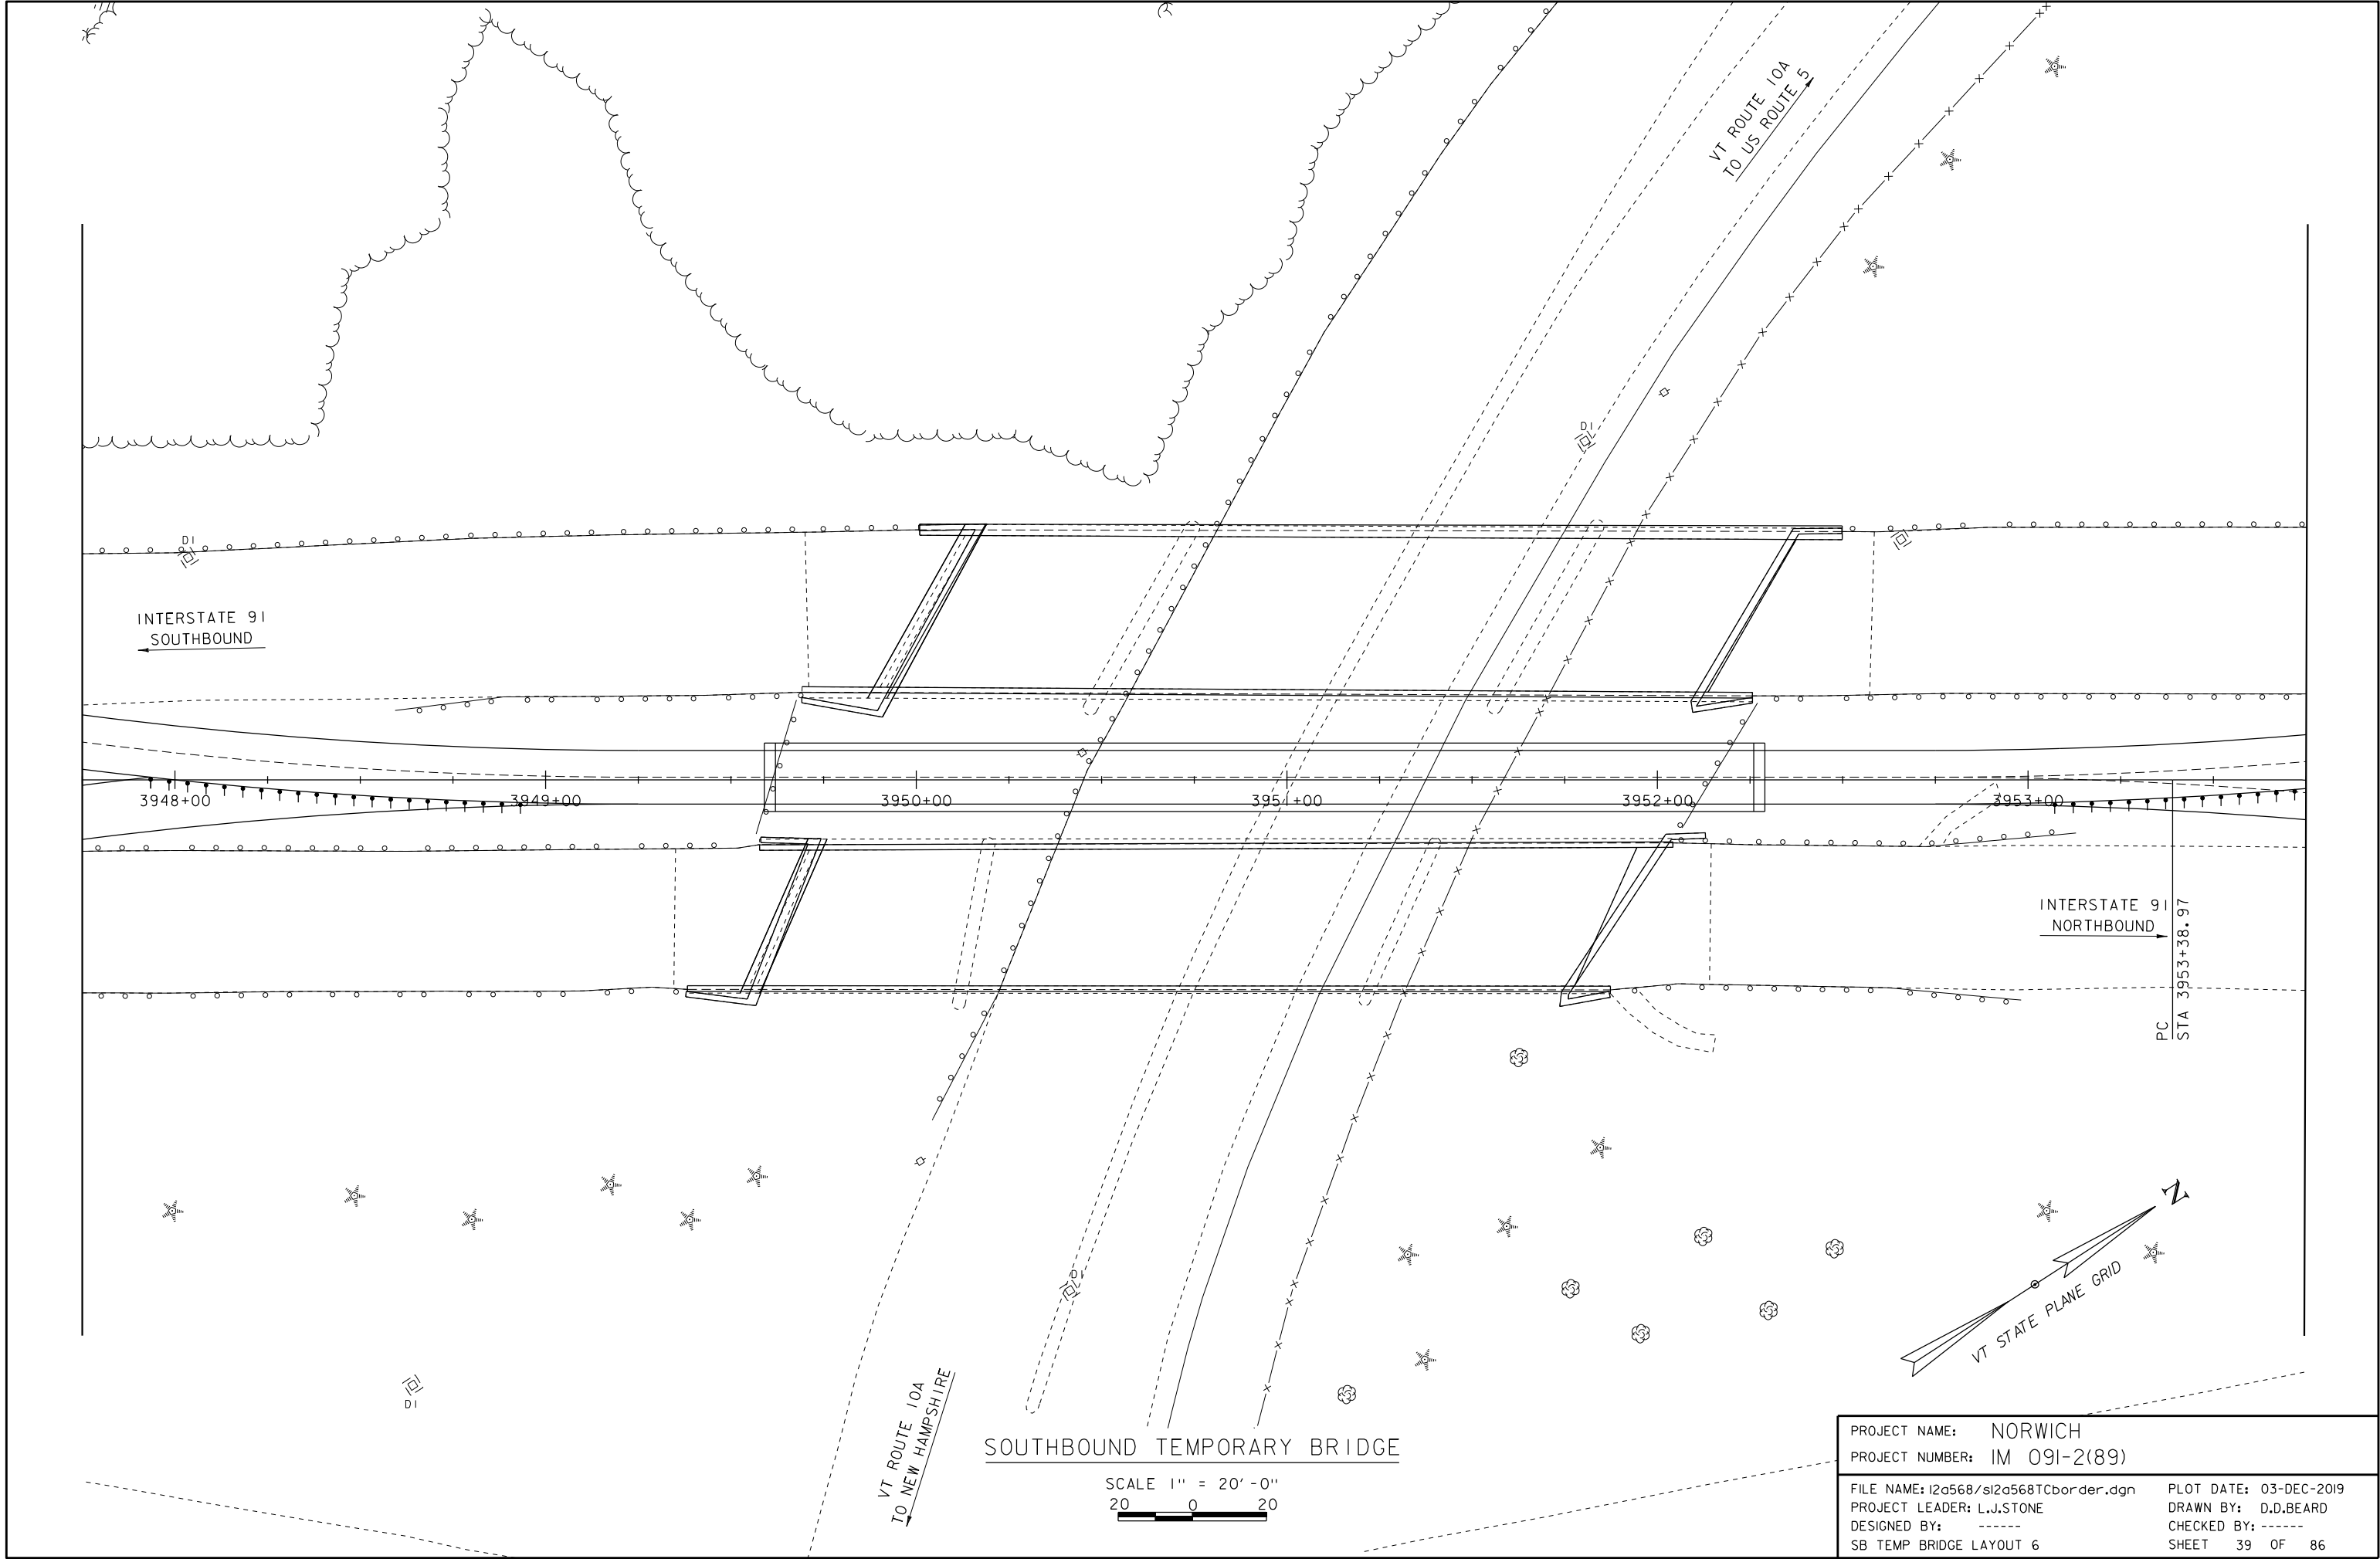 VT ROUTE 10A
TO US ROUTE 5
D1
D1
INTERSTATE 91
SOUTHBOUND
3948+00
3949+00
3950+00
3951+00
3952+00
3953+00
INTERSTATE 91
NORTHBOUND
PC
STA 3953+38.97
N
VT STATE PLANE GRID
D1
D1
VT ROUTE 10A
TO NEW HAMPSHIRE
SOUTHBOUND TEMPORARY BRIDGE
SCALE 1" = 20'-0"
20 0 20
PROJECT NAME: NORWICH
PROJECT NUMBER: IM 091-2(89)
FILE NAME: 12a568/s12a568TCborder.dgn PLOT DATE: 03-DEC-2019
PROJECT LEADER: L.J.STONE DRAWN BY: D.D.BEARD
DESIGNED BY: ------ CHECKED BY: ------
SB TEMP BRIDGE LAYOUT 6 SHEET 39 OF 86